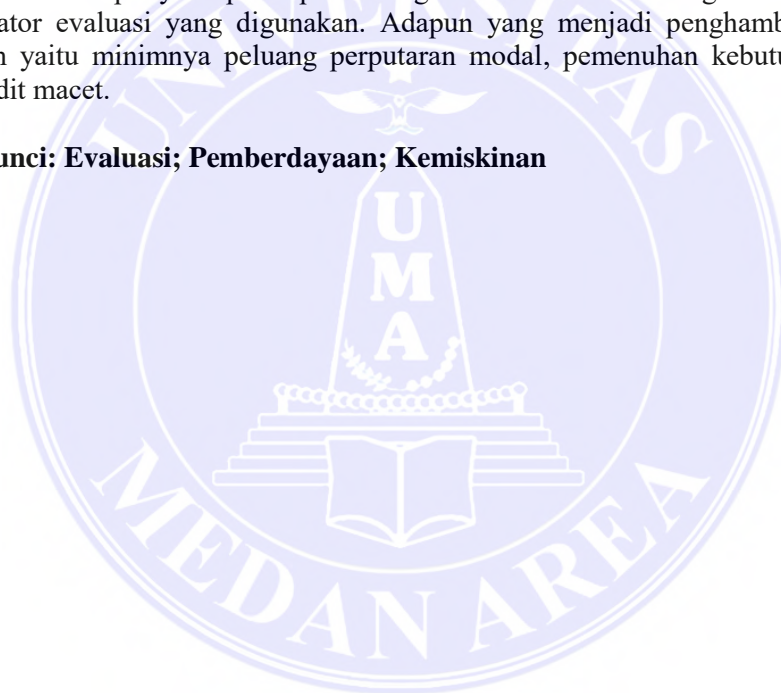 ator evaluasi yang digunakan. Adapun yang menjadi penghamb
n yaitu minimnya peluang perputaran modal, pemenuhan kebutu
dit macet.
unci: Evaluasi; Pemberdayaan; Kemiskinan
UNIVERSITAS
U
M
A
MEDAN AREA